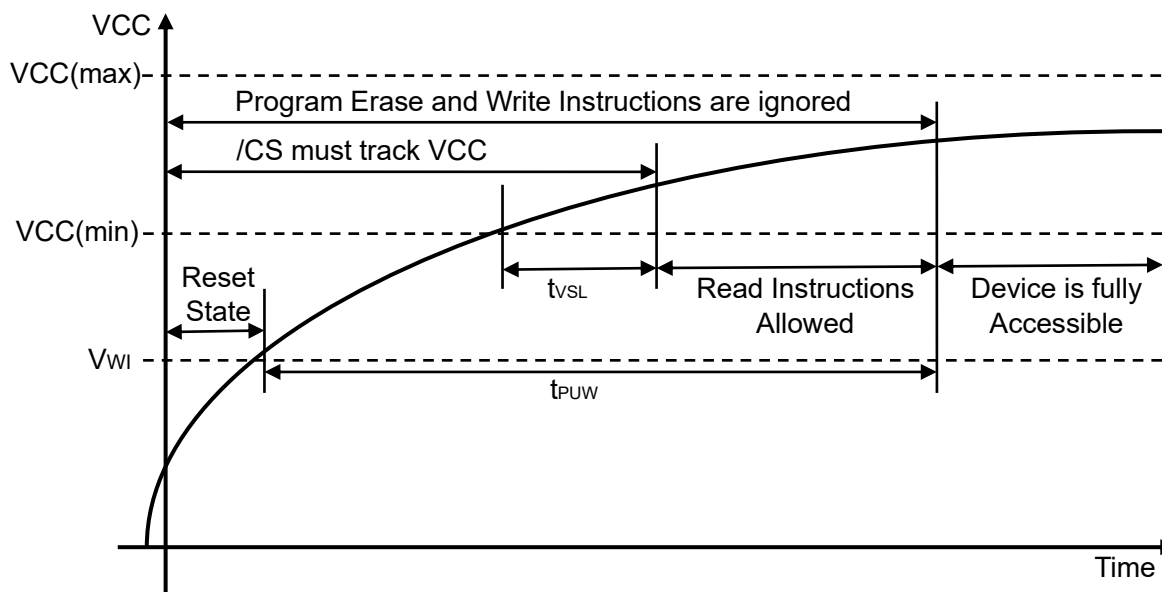 VCC
VCC(max)
Program Erase and Write Instructions are ignored
/CS must track VCC
VCC(min)
Reset
State
tVSL
Read Instructions
Allowed
Device is fully
Accessible
VWI
tPUW
Time